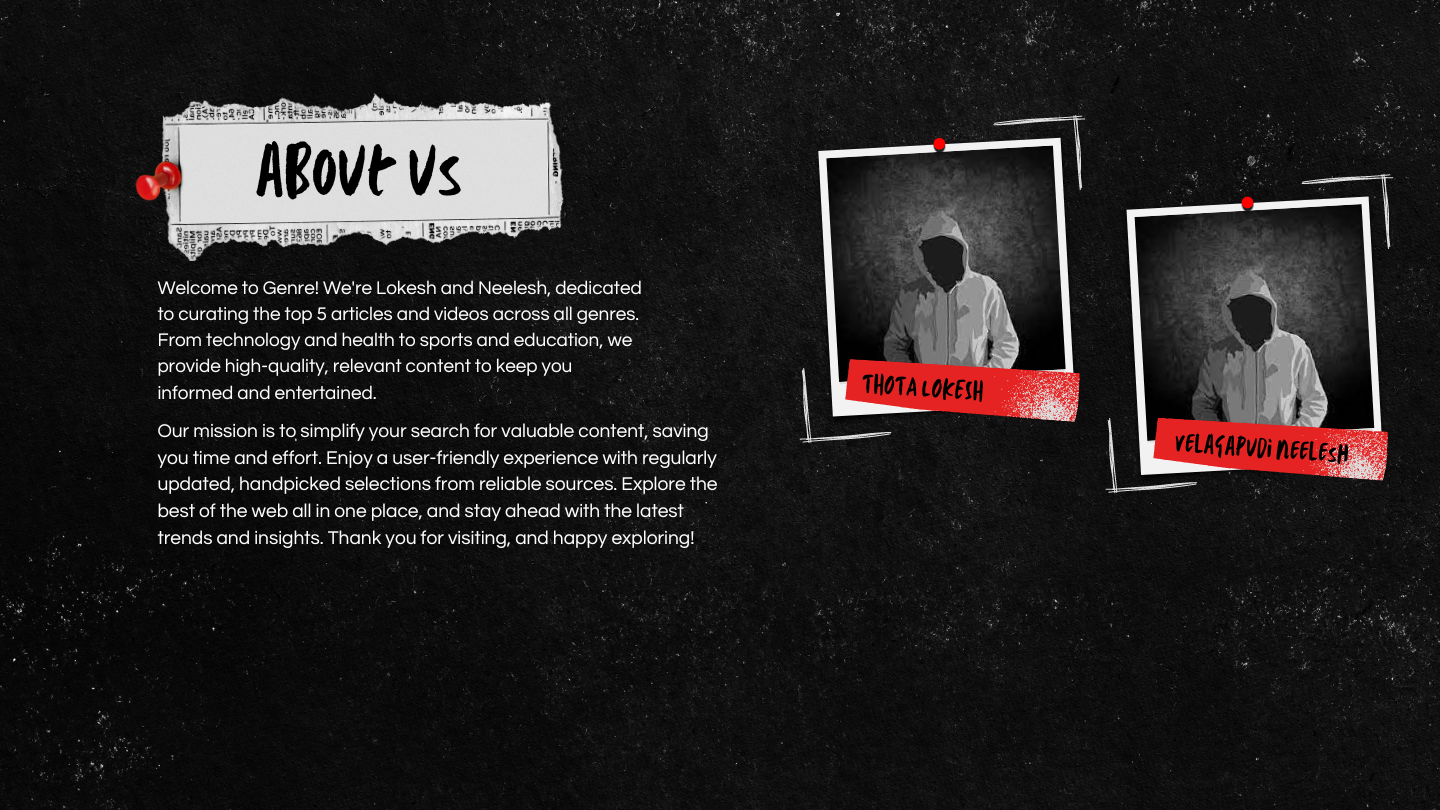 ABOUt Us
Welcome to Genre! We're Lokesh and Neelesh, dedicated
to curating the top 5 articles and videos across all genres.
From technology and health to sports and education, we
provide high-quality, relevant content to keep you
informed and entertained.
Our mission is to simplify your search for valuable content, saving
you time and effort. Enjoy a user-friendly experience with regularly
updated, handpicked selections from reliable sources. Explore the
best of the web all in one place, and stay ahead with the latest
trends and insights. Thank you for visiting, and happy exploring!
THOTA LOKESH
VELAGAPUDi NEELESH